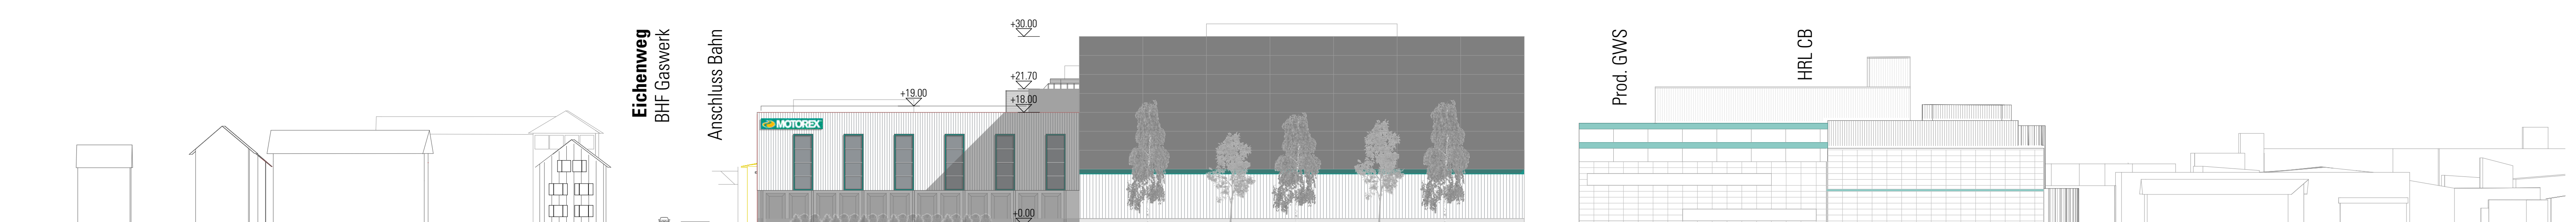 Eichenweg
BHF Gaswerk
Anschluss Bahn
MOTOREX
+19.00
+30.00
+21.70
+18.00
+0.00
Prod. GWS
HRL CB